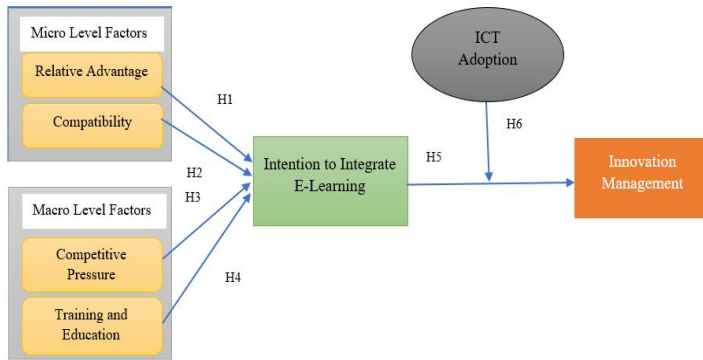 Micro Level Factors
Relative Advantage
Compatibility
H1
H2
Macro Level Factors
Competitive
Pressure
Training and
Education
H3
H4
Intention to Integrate
E-Learning
H5
ICT
Adoption
H6
Innovation
Management